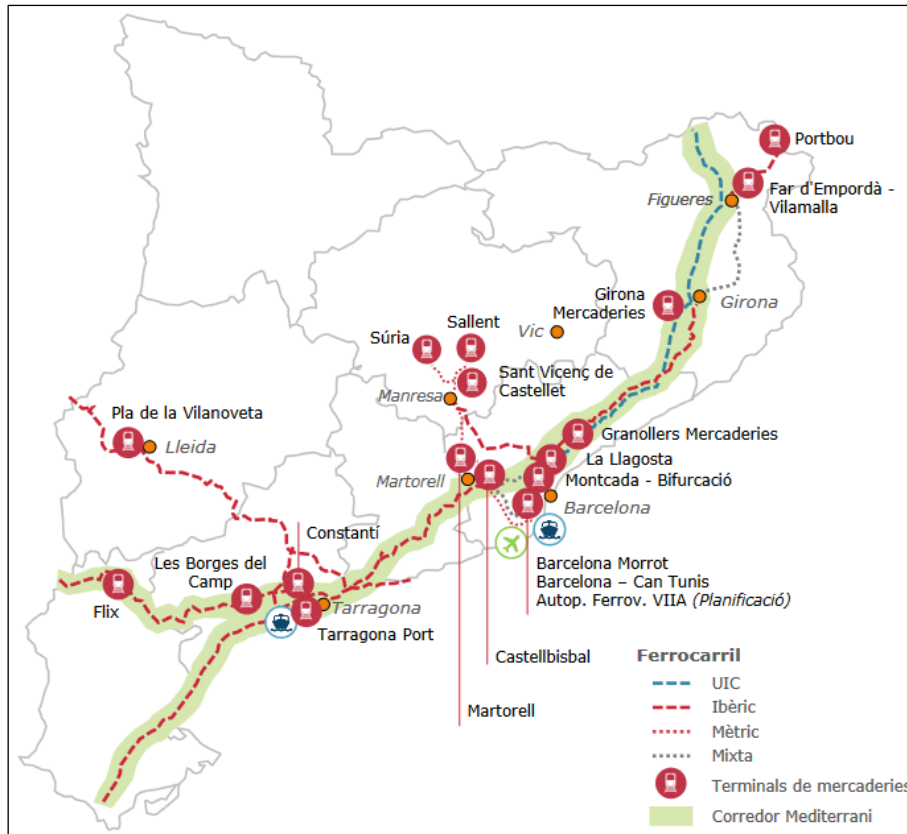 Portbou
Far d'Empordà -
Vilamalla
Figueres
Girona
Mercaderies
Girona
Sallent
Súria
Vic
Sant Vicenç de
Castellet
Manresa
Pla de la Vilanoveta
Lleida
Granollers Mercaderies
La Llagosta
Martorell
Montcada - Bifurcació
Barcelona
Constantí
Les Borges del
Camp
Barcelona Morrot
Barcelona – Can Tunis
Autop. Ferrov. VIIA (Planificació)
Flix
Tarragona
Tarragona Port
Castellbisbal
Martorell
Ferrocarril
UIC
Ibèric
Mètric
Mixta
Terminals de mercaderies
Corredor Mediterrani